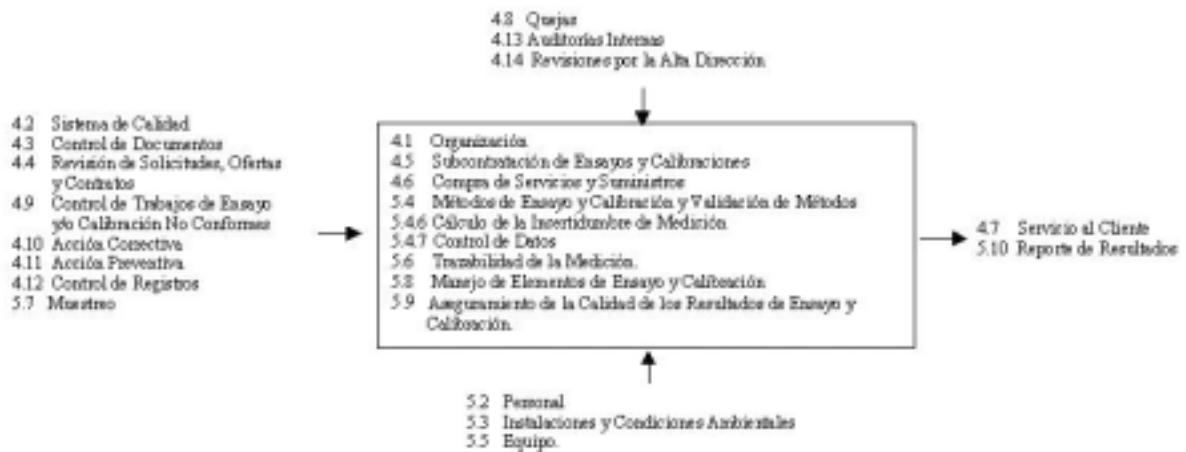 4.8 Quejas
4.13 Auditorías Internas
4.14 Revisiones por la Alta Dirección
4.2 Sistema de Calidad
4.3 Control de Documentos
4.4 Revisión de Solicitudes, Ofertas
y Contratos
4.9 Control de Trabajos de Ensayo
y/o Calibración No Conformes
4.10 Acción Correctiva
4.11 Acción Preventiva
4.12 Control de Registros
5.7 Muestreo
4.1 Organización
4.5 Subcontratación de Ensayos y Calibraciones
4.6 Compra de Servicios y Suministros
5.4 Métodos de Ensayo y Calibración y Validación de Métodos
5.4.6 Cálculo de la Incertidumbre de Medición
5.4.7 Control de Datos
5.6 Trazabilidad de la Medición.
5.8 Manejo de Elementos de Ensayo y Calibración
5.9 Aseguramiento de la Calidad de los Resultados de Ensayo y
Calibración.
4.7 Servicio al Cliente
5.10 Reporte de Resultados
5.2 Personal
5.3 Instalaciones y Condiciones Ambientales
5.5 Equipo.